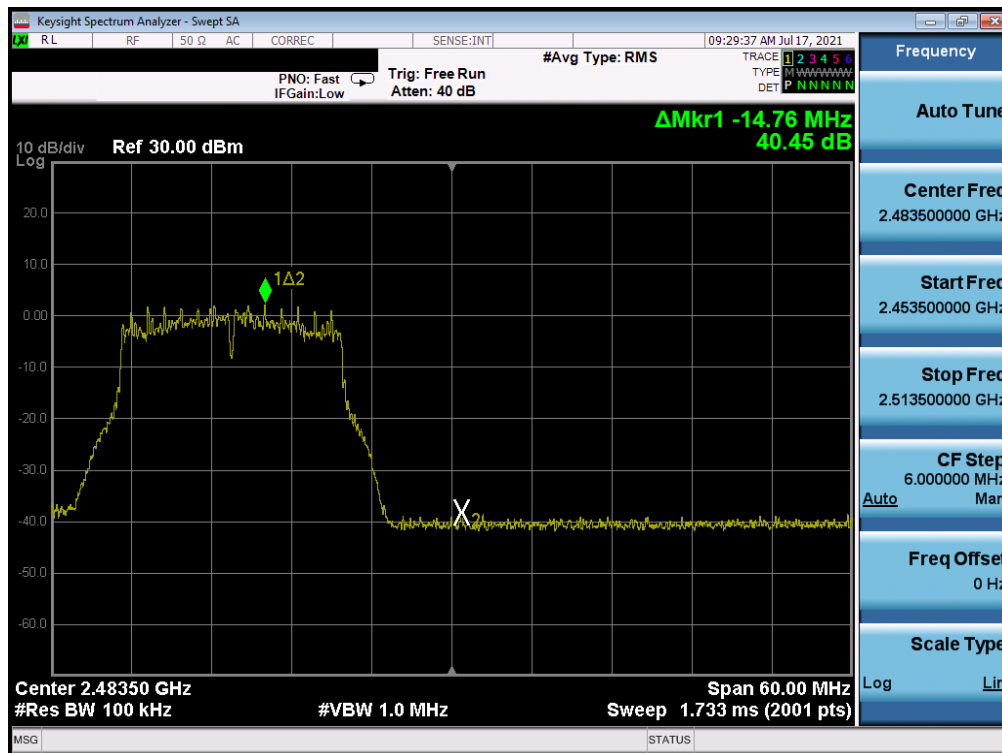 Keysight Spectrum Analyzer - Swept SA
LXI RL RF 50 Ω AC CORREC SENSE:INT 09:29:37 AM Jul 17, 2021
#Avg Type: RMS TRACE 1 2 3 4 5 6
PNO: Fast Trig: Free Run TYPE M WWWWW
IFGain:Low Atten: 40 dB DET P N N N N N
ΔMkr1 -14.76 MHz
40.45 dB
10 dB/div Ref 30.00 dBm
Log
20.0
10.0
1Δ2
0.00
-10.0
-20.0
-30.0
-40.0
X2
-50.0
-60.0
Center 2.48350 GHz Span 60.00 MHz
#Res BW 100 kHz #VBW 1.0 MHz Sweep 1.733 ms (2001 pts)
MSG STATUS
Frequency
Auto Tune
Center Freq
2.483500000 GHz
Start Freq
2.453500000 GHz
Stop Freq
2.513500000 GHz
CF Step
6.000000 MHz
Auto Man
Freq Offset
0 Hz
Scale Type
Log Lin